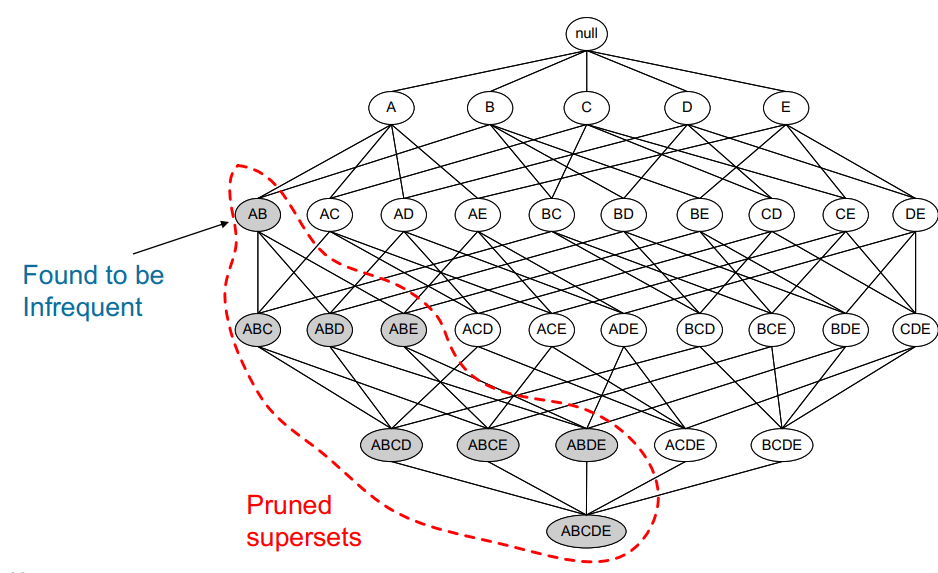 null
A B C D E
AB AC AD AE BC BD BE CD CE DE
Found to be
Infrequent
ABC ABD ABE ACD ACE ADE BCD BCE BDE CDE
ABCD ABCE ABDE ACDE BCDE
Pruned
supersets
ABCDE